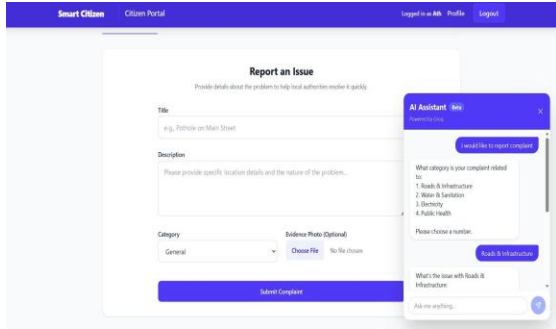 Smart Citizen Citizen Portal Logged in as Ath Profile Logout
Report an Issue
Provide details about the problem to help local authorities resolve it quickly.
Title
e.g., Pothole on Main Street
Description
Please provide specific location details and the nature of the problem...
Category Evidence Photo (Optional)
General Choose File No file chosen
Submit Complaint
AI Assistant Beta
Powered by Groq
I would like to report complaint
What category is your complaint related
to:
1. Roads & Infrastructure
2. Water & Sanitation
3. Electricity
4. Public Health
Please choose a number.
Roads & Infrastructure
What's the issue with Roads &
Infrastructure
Ask me anything...